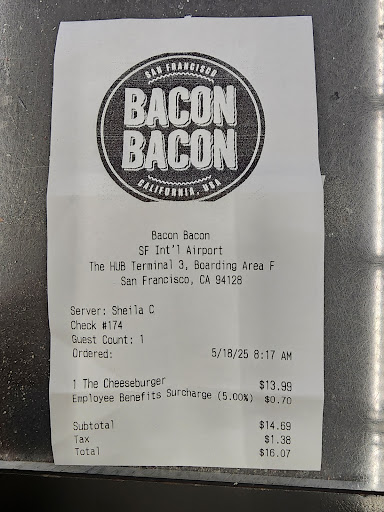 SAN FRANCISCO
BACON
BACON
CALIFORNIA, USA
Bacon Bacon
SF Int'l Airport
The HUB Terminal 3, Boarding Area F
San Francisco, CA 94128
Server: Sheila C
Check #174
Guest Count: 1
Ordered: 5/18/25 8:17 AM
1 The Cheeseburger $13.99
Employee Benefits Surcharge (5.00%) $0.70
Subtotal $14.69
Tax $1.38
Total $16.07